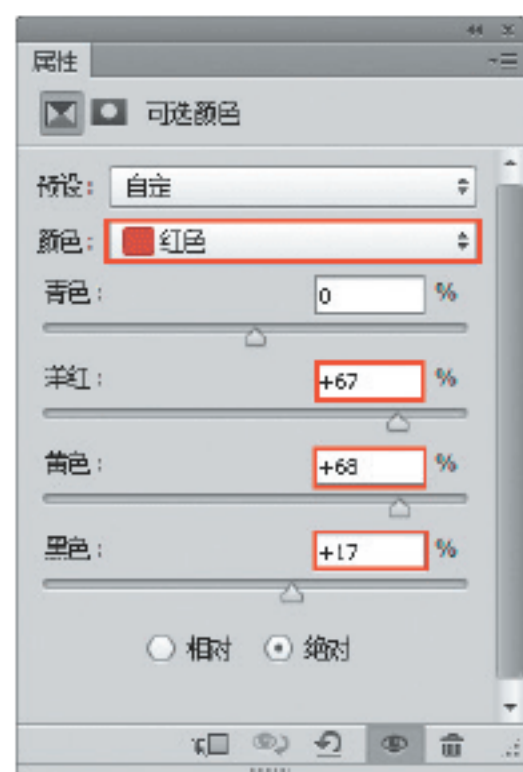 属性
可选颜色
预设： 自定
颜色： 红色
青色： 0 %
洋红： +67 %
黄色： +68 %
黑色： +17 %
相对 绝对